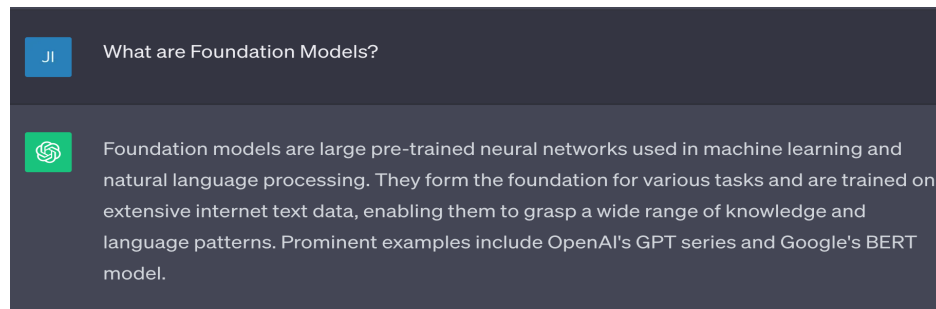 JI
What are Foundation Models?
Foundation models are large pre-trained neural networks used in machine learning and
natural language processing. They form the foundation for various tasks and are trained on
extensive internet text data, enabling them to grasp a wide range of knowledge and
language patterns. Prominent examples include OpenAI's GPT series and Google's BERT
model.